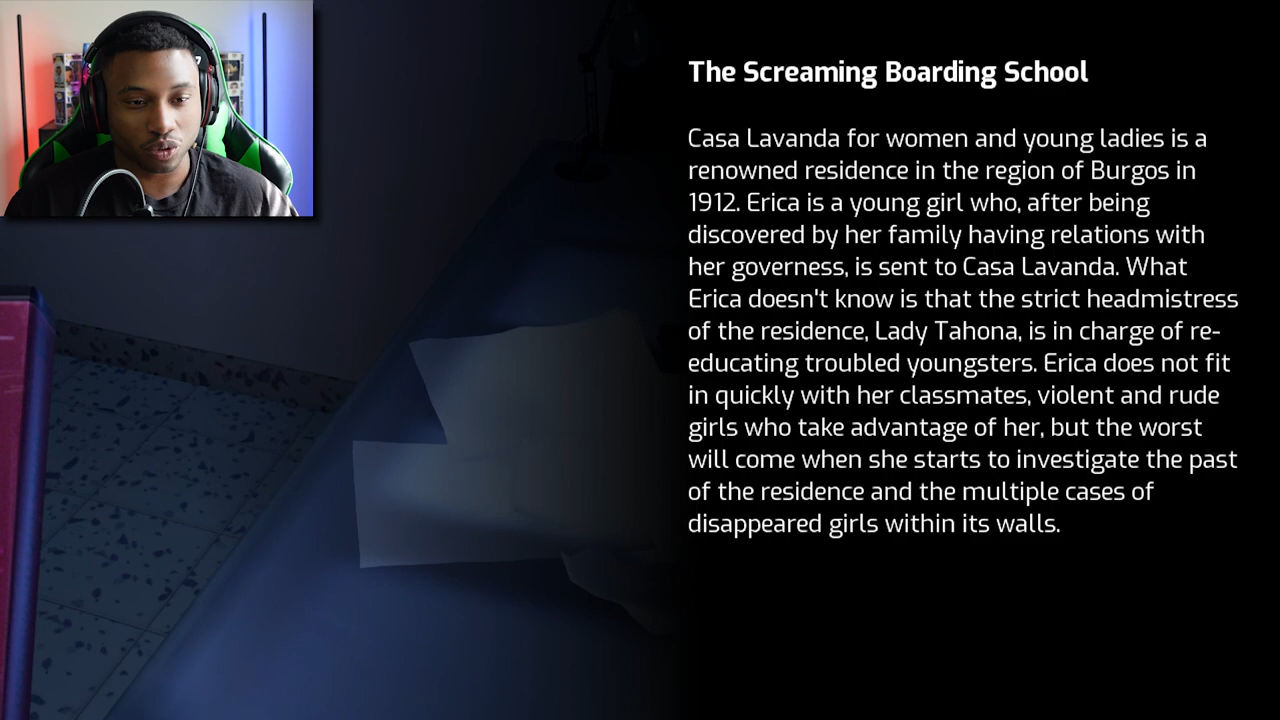 The Screaming Boarding School
Casa Lavanda for women and young ladies is a
renowned residence in the region of Burgos in
1912. Erica is a young girl who, after being
discovered by her family having relations with
her governess, is sent to Casa Lavanda. What
Erica doesn't know is that the strict headmistress
of the residence, Lady Tahona, is in charge of re-
educating troubled youngsters. Erica does not fit
in quickly with her classmates, violent and rude
girls who take advantage of her, but the worst
will come when she starts to investigate the past
of the residence and the multiple cases of
disappeared girls within its walls.